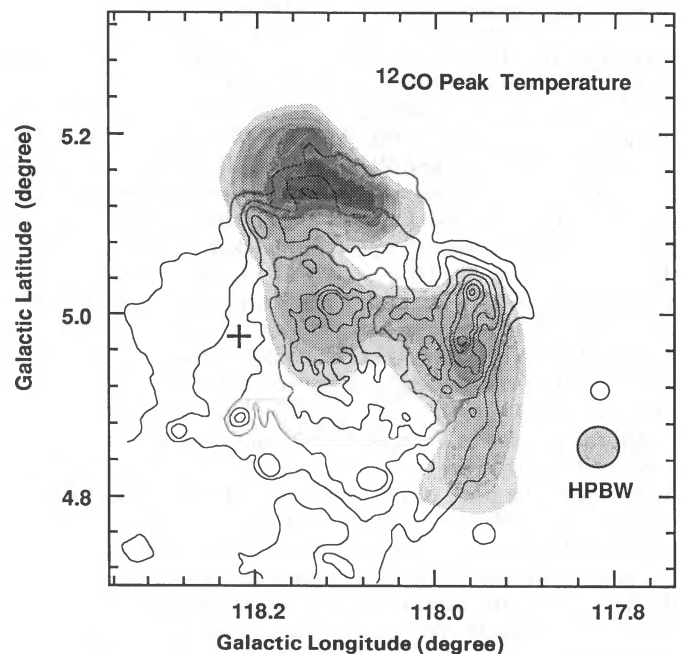 ¹²CO Peak Temperature
Galactic Latitude (degree)
5.2
5.0
4.8
HPBW
118.2
118.0
117.8
Galactic Longitude (degree)